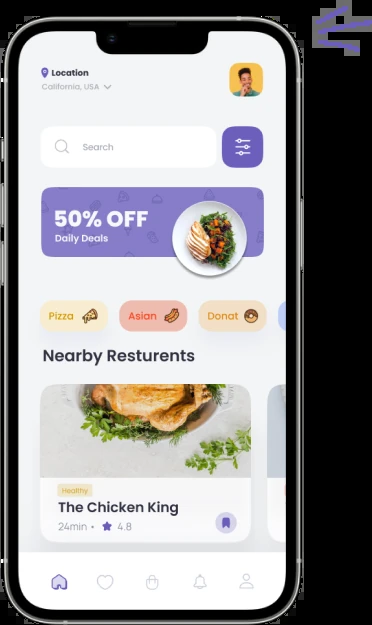 Location
California, USA
Search
50% OFF
Daily Deals
Pizza
Asian
Donat
Nearby Resturents
Healthy
The Chicken King
24min • 4.8